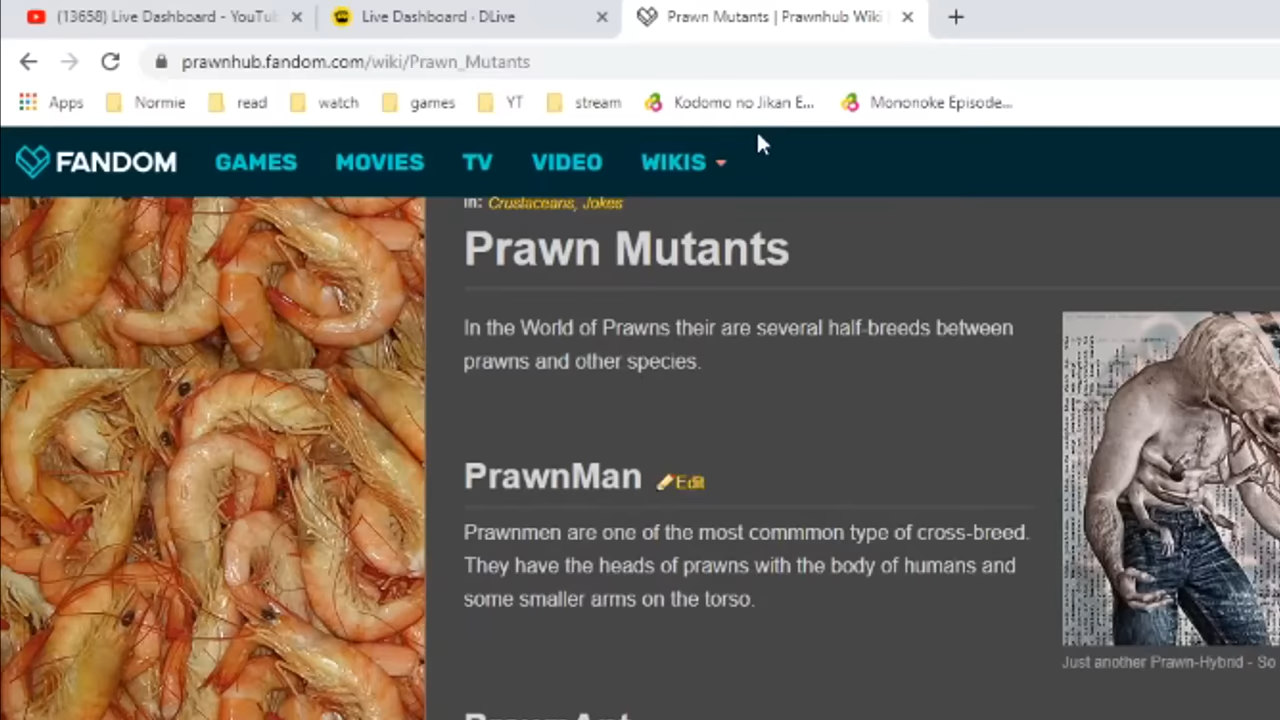 (13658) Live Dashboard - YouTu
Live Dashboard · DLive
Prawn Mutants | Prawnhub Wiki
prawnhub.fandom.com/wiki/Prawn_Mutants
Apps Normie read watch games YT stream Kodomo no Jikan E... Mononoke Episode...
FANDOM GAMES MOVIES TV VIDEO WIKIS
in: Crustaceans, Jokes
Prawn Mutants
In the World of Prawns their are several half-breeds between
prawns and other species.
PrawnMan Edit
Prawnmen are one of the most commmon type of cross-breed.
They have the heads of prawns with the body of humans and
some smaller arms on the torso.
Just another Prawn-Hybrid - So